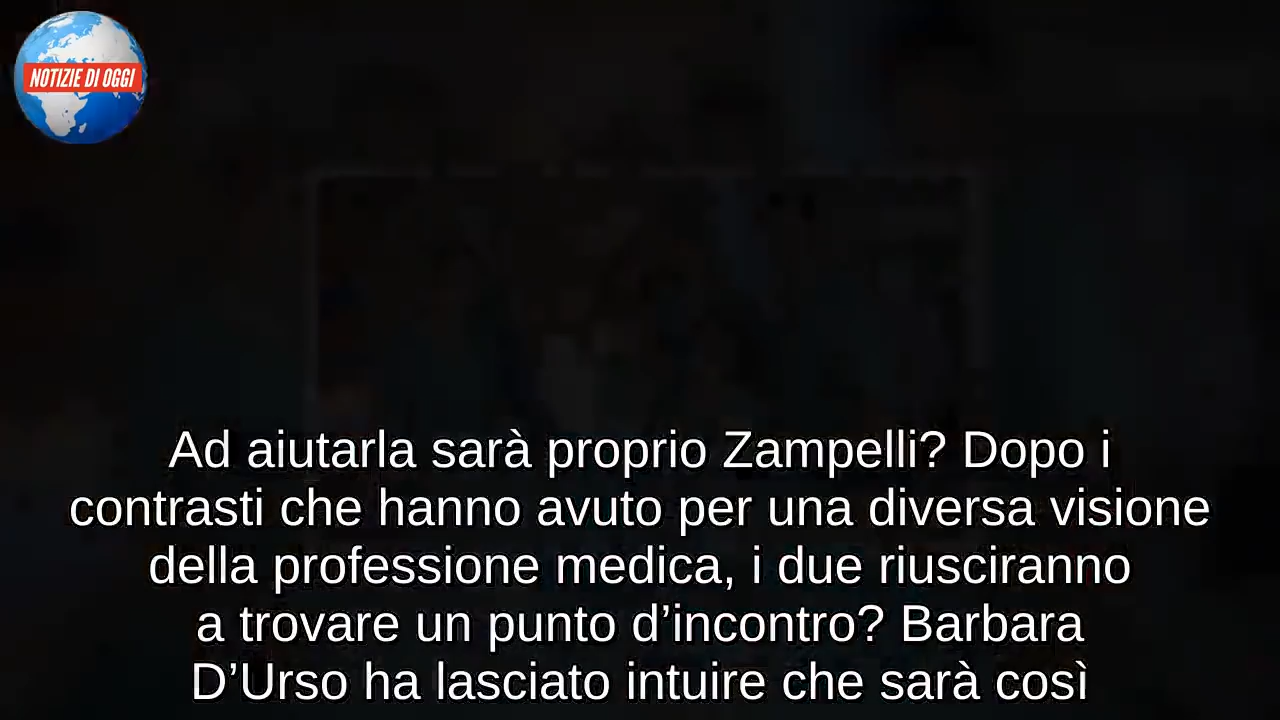 NOTIZIE DI OGGI
Ad aiutarla sarà proprio Zampelli? Dopo i
contrasti che hanno avuto per una diversa visione
della professione medica, i due riusciranno
a trovare un punto d’incontro? Barbara
D’Urso ha lasciato intuire che sarà così